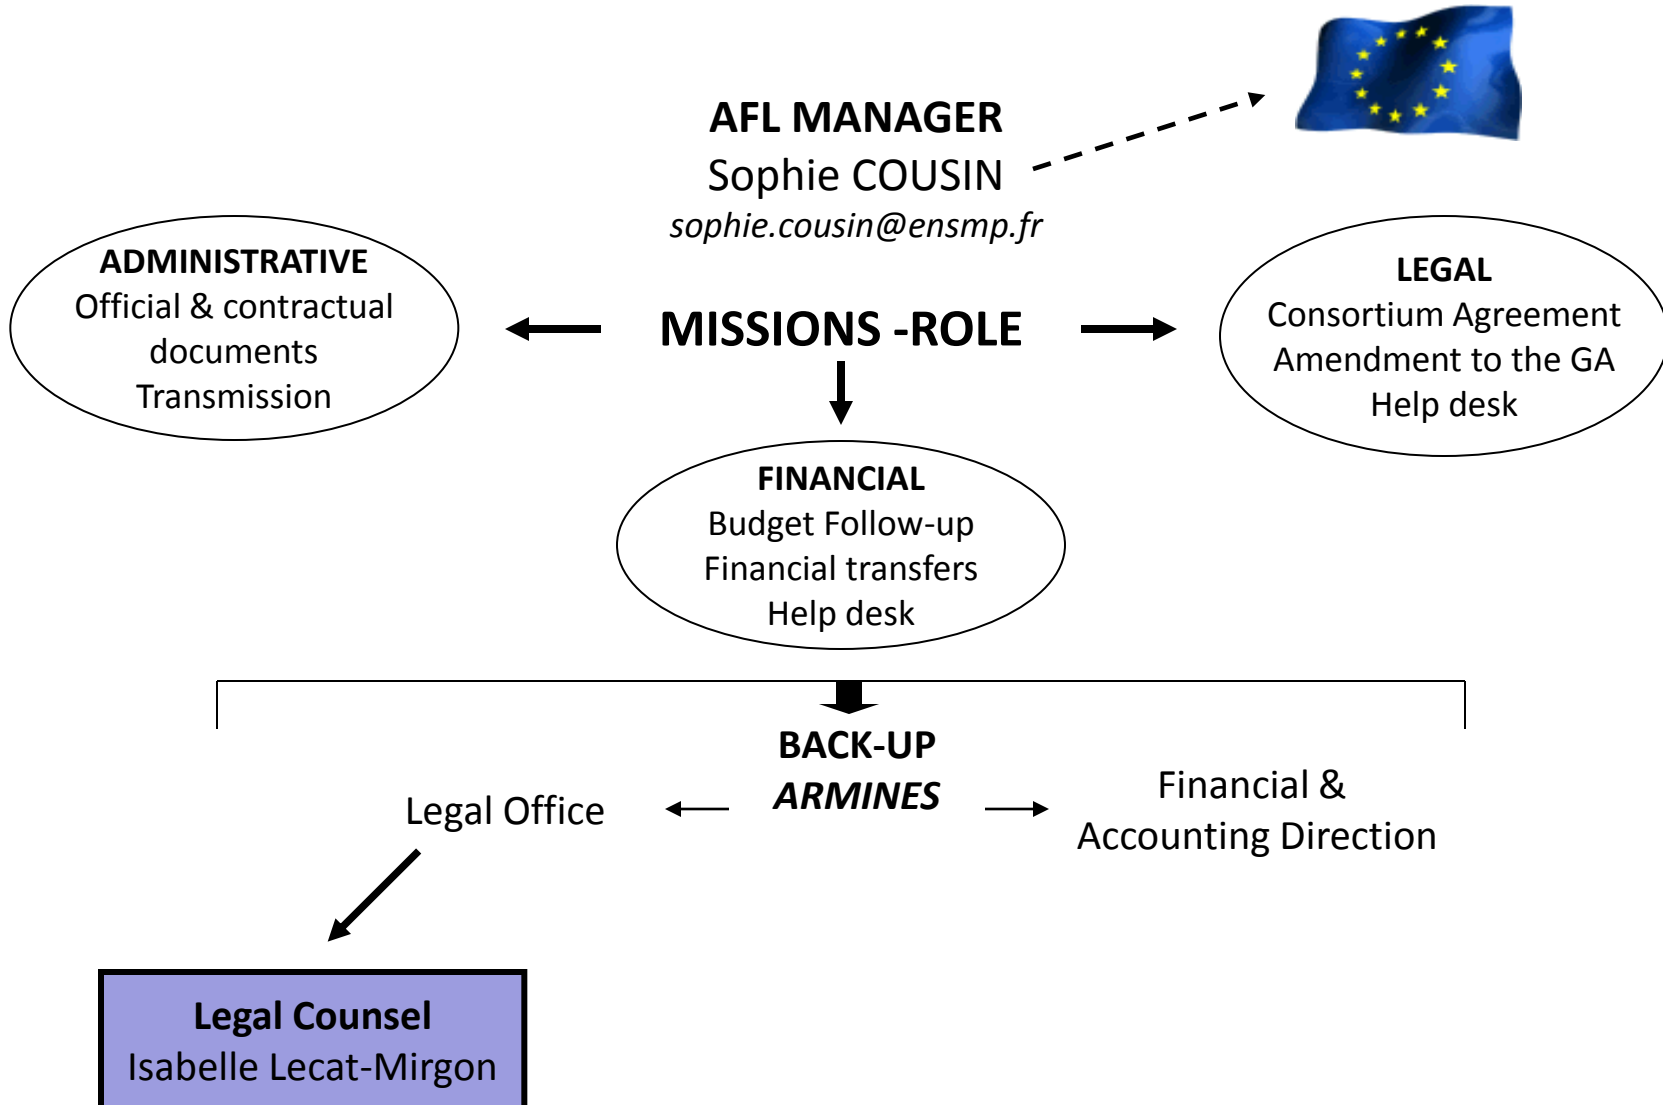 AFL MANAGER
Sophie COUSIN
sophie.cousin@ensmp.fr
ADMINISTRATIVE
Official & contractual
documents
Transmission
MISSIONS -ROLE
LEGAL
Consortium Agreement
Amendment to the GA
Help desk
FINANCIAL
Budget Follow-up
Financial transfers
Help desk
BACK-UP
ARMINES
Legal Office
Financial &
Accounting Direction
Legal Counsel
Isabelle Lecat-Mirgon